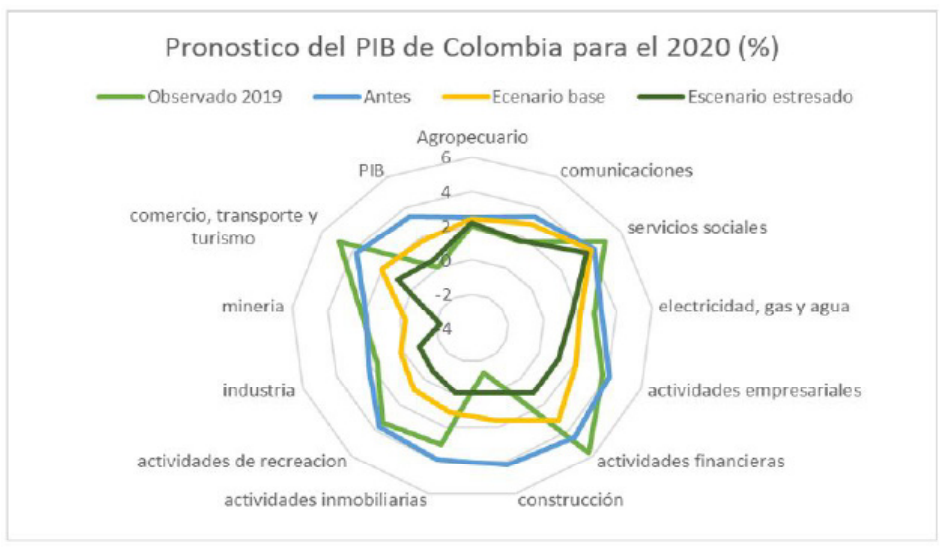 Pronostico del PIB de Colombia para el 2020 (%)
Observado 2019
Antes
Ecenario base
Escenario estresado
Agropecuario
comunicaciones
servicios sociales
electricidad, gas y agua
actividades empresariales
actividades financieras
construcción
actividades inmobiliarias
actividades de recreacion
industria
mineria
comercio, transporte y
turismo
PIB
6
4
2
0
-2
4